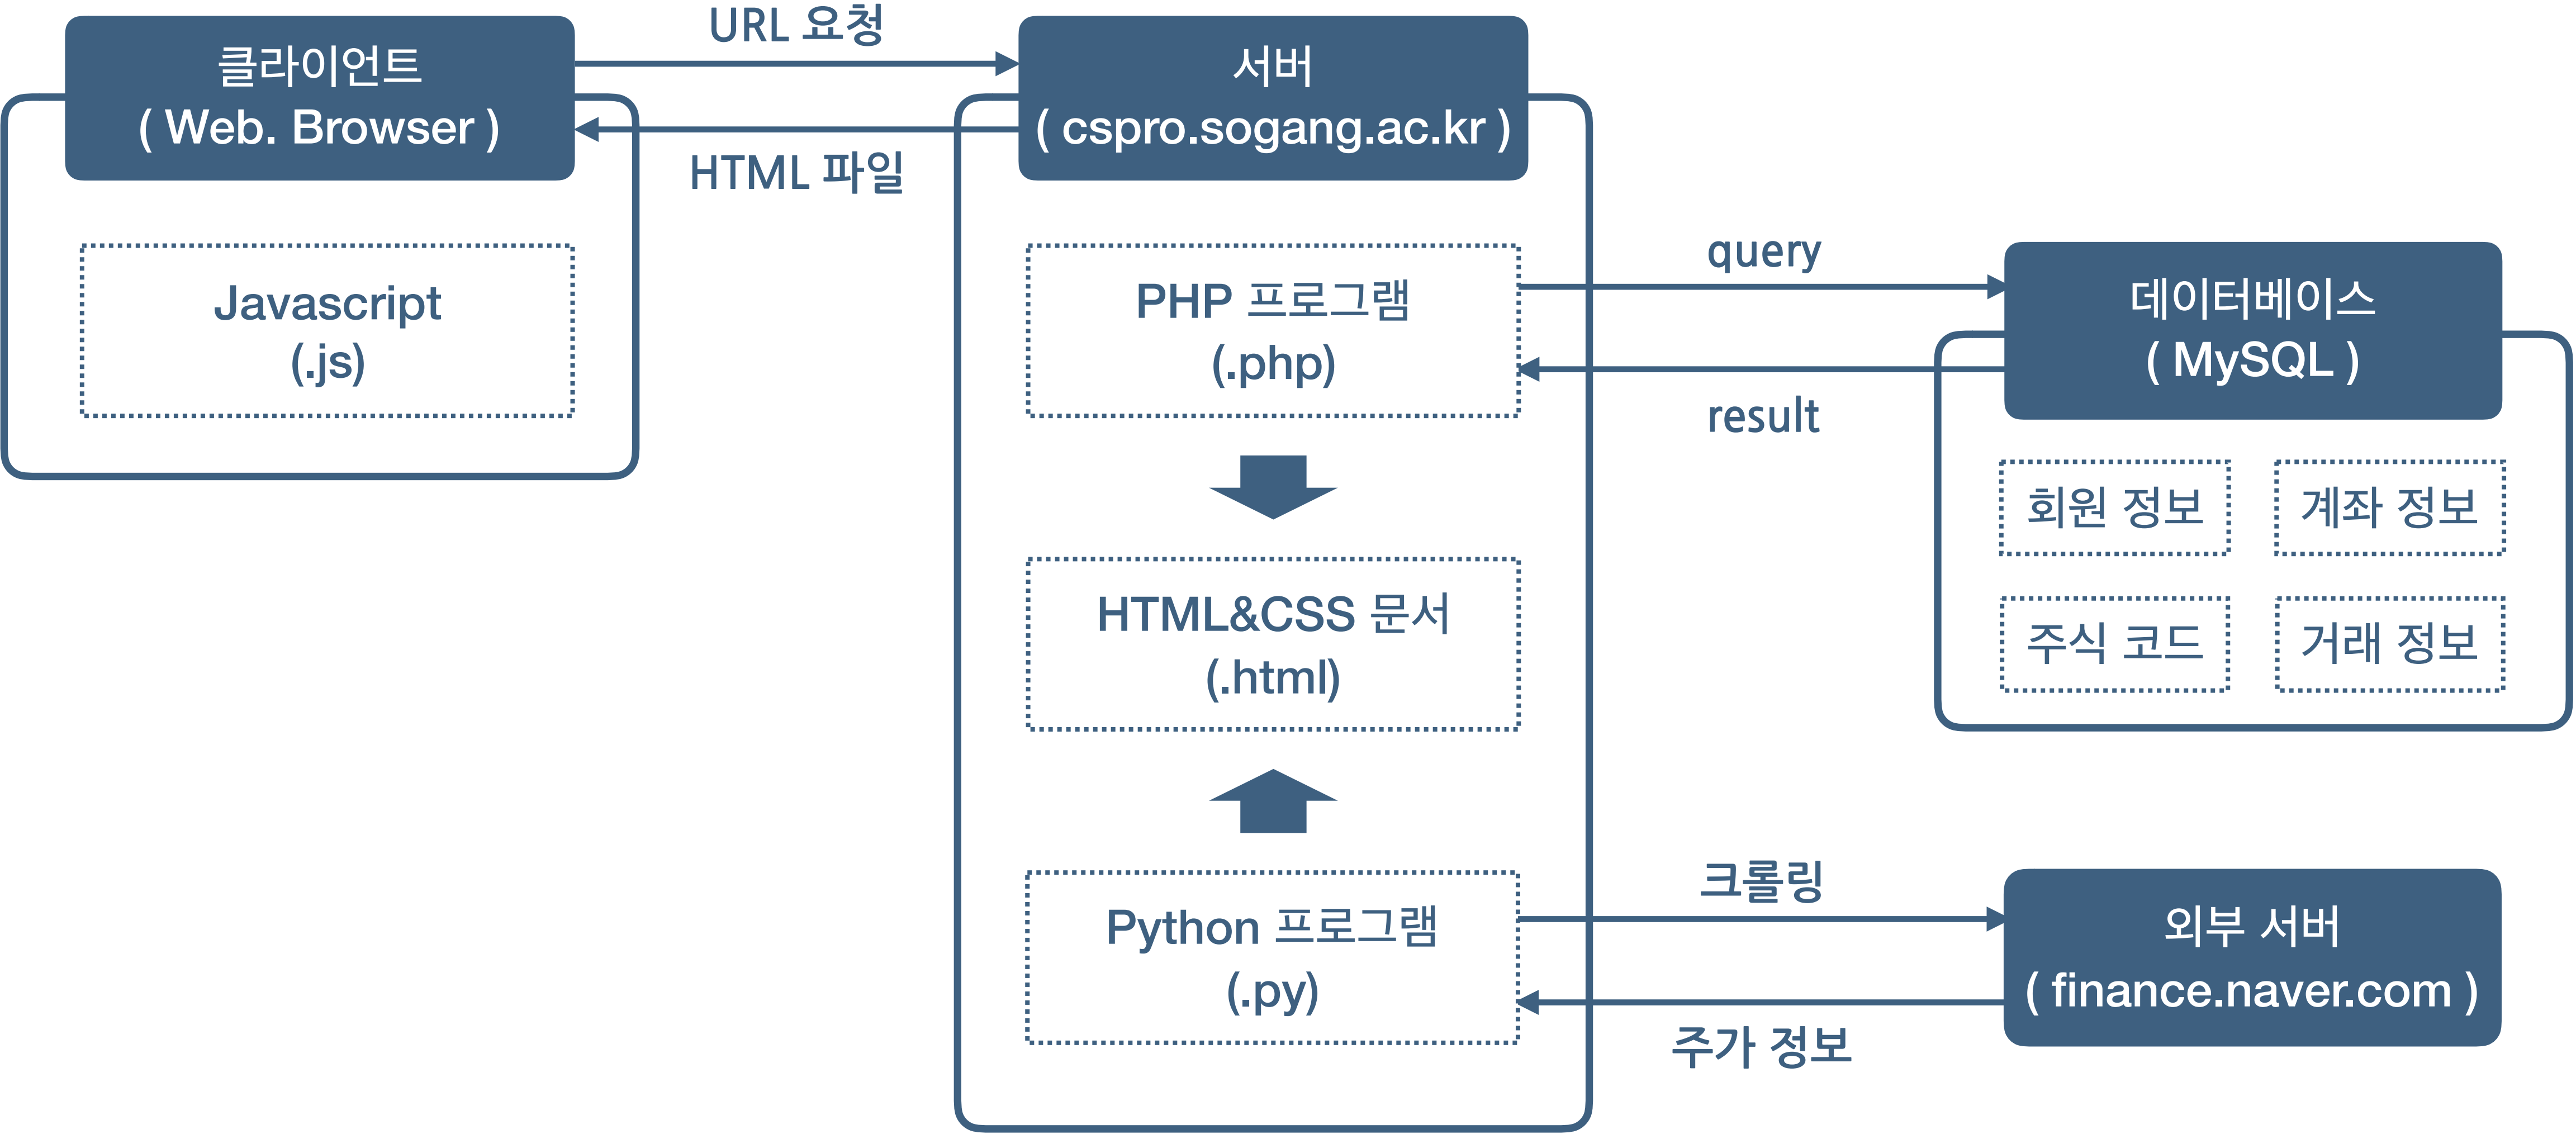 클라이언트
( Web. Browser )
URL 요청
HTML 파일
서버
( cspro.sogang.ac.kr )
Javascript
(.js)
PHP 프로그램
(.php)
query
result
데이터베이스
( MySQL )
회원 정보
계좌 정보
주식 코드
거래 정보
HTML&CSS 문서
(.html)
Python 프로그램
(.py)
크롤링
주가 정보
외부 서버
( finance.naver.com )